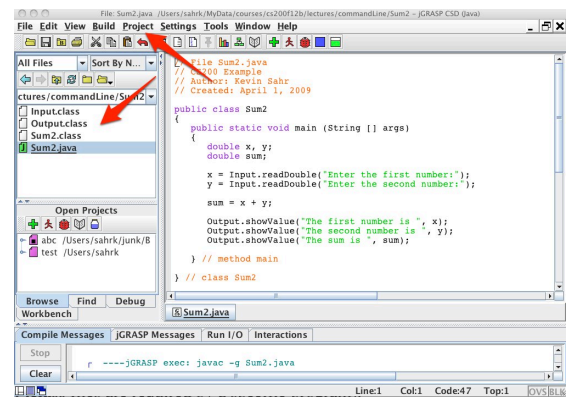 File: Sum2.java /Users/sahrk/MyData/courses/cs200f12b/lectures/commandLine/Sum2 - jGRASP CSD (Java)
File Edit View Build Project Settings Tools Window Help
All Files Sort By N...
ctures/commandLine/Sum2
Input.class
Output.class
Sum2.class
Sum2.java
Open Projects
abc /Users/sahrk/junk/B
test /Users/sahrk
Browse Find Debug
Workbench
// File Sum2.java
// CS200 Example
// Author: Kevin Sahr
// Created: April 1, 2009
public class Sum2
{
public static void main (String [] args)
{
double x, y;
double sum;
x = Input.readDouble("Enter the first number:");
y = Input.readDouble("Enter the second number:");
sum = x + y;
Output.showValue("The first number is ", x);
Output.showValue("The second number is ", y);
Output.showValue("The sum is ", sum);
} // method main
} // class Sum2
Sum2.java
Compile Messages jGRASP Messages Run I/O Interactions
Stop
Clear
----jGRASP exec: javac -g Sum2.java
Line:1 Col:1 Code:47 Top:1 OVS BLK